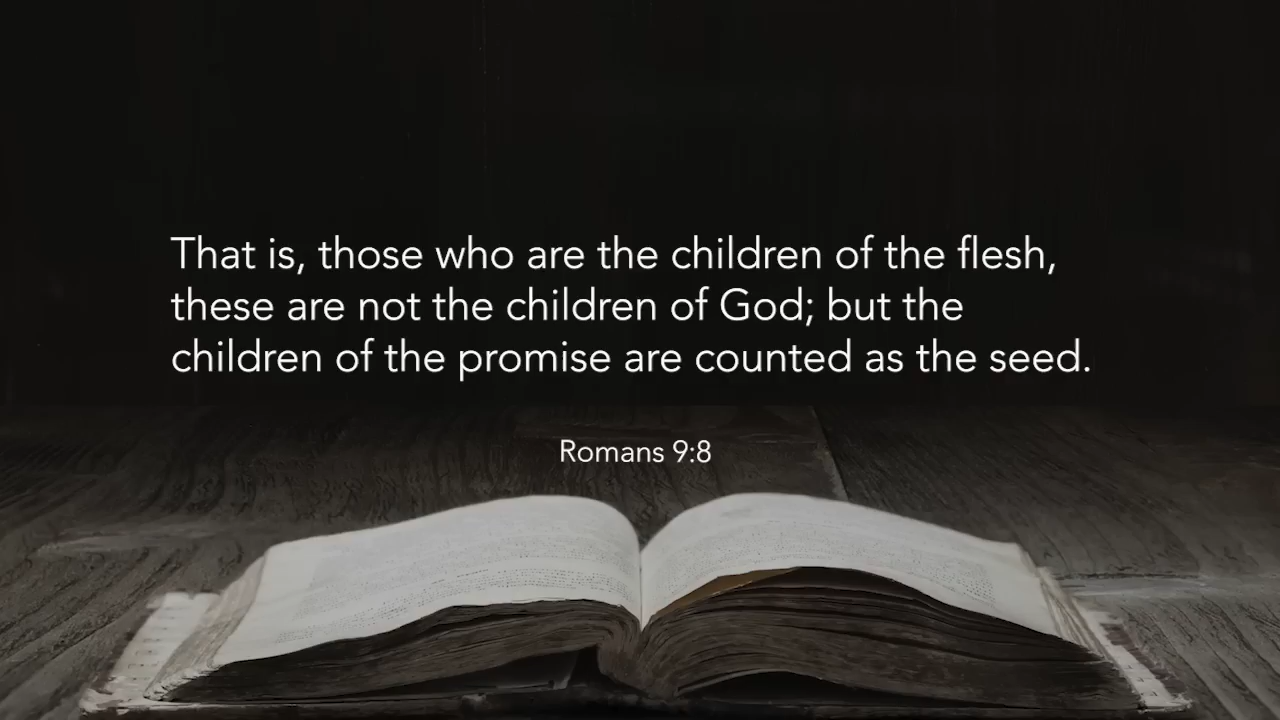 That is, those who are the children of the flesh,
these are not the children of God; but the
children of the promise are counted as the seed.
Romans 9:8